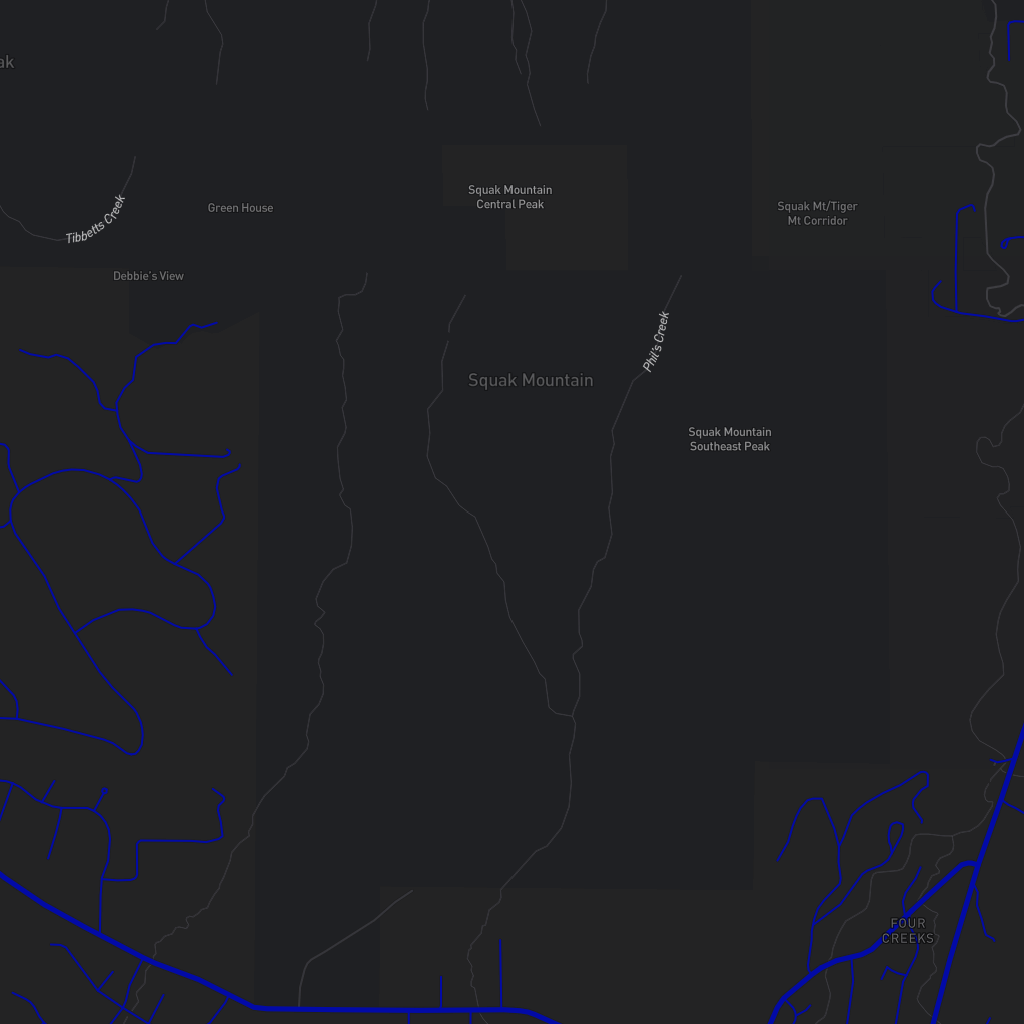 ak
Squak Mountain
Central Peak
Tibbetts Creek
Green House
Squak Mt/Tiger
Mt Corridor
Debbie's View
Phil's Creek
Squak Mountain
Squak Mountain
Southeast Peak
FOUR
CREEKS